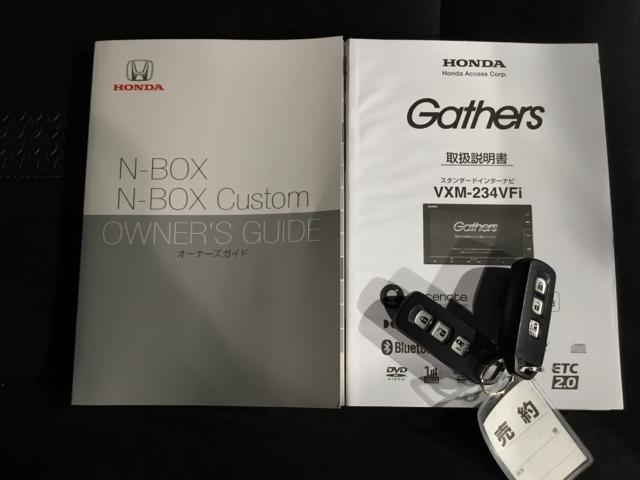 HONDA
N-BOX
N-BOX Custom
OWNER'S GUIDE
オーナーズガイド
HONDA
Honda Access Corp.
Gathers
取扱説明書
スタンダードインターナビ
VXM-234VFi
Gathers
Bluetooth
DVD
VIDEO
ETC
2.0
売約
様